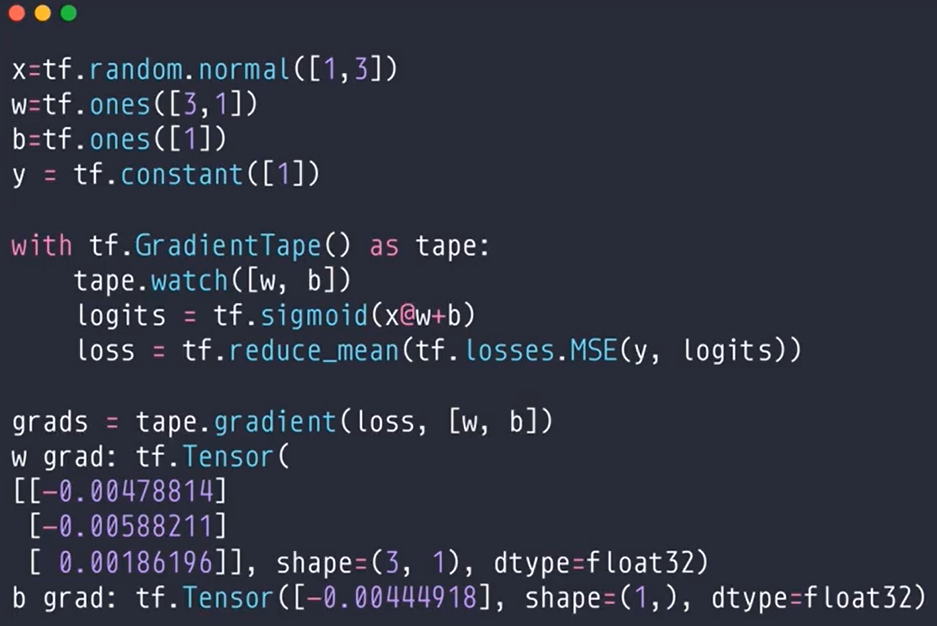 x=tf.random.normal([1,3])
w=tf.ones([3,1])
b=tf.ones([1])
y = tf.constant([1])
with tf.GradientTape() as tape:
    tape.watch([w, b])
    logits = tf.sigmoid(x@w+b)
    loss = tf.reduce_mean(tf.losses.MSE(y, logits))
grads = tape.gradient(loss, [w, b])
w grad: tf.Tensor(
[[-0.00478814]
 [-0.00588211]
 [ 0.00186196]], shape=(3, 1), dtype=float32)
b grad: tf.Tensor([-0.00444918], shape=(1,), dtype=float32)